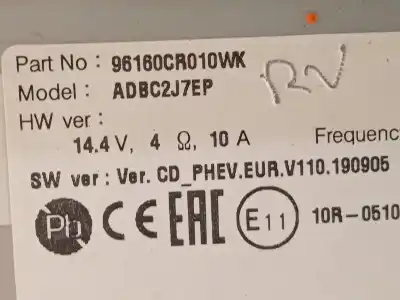 Part No : 96160CR010WK
RN
Model : ADBC2J7EP
HW ver :
14.4 V, 4 Ω, 10 A Frequenc
SW ver : Ver. CD_PHEV.EUR.V110.190905
Pb CE EAC E11 10R-0510